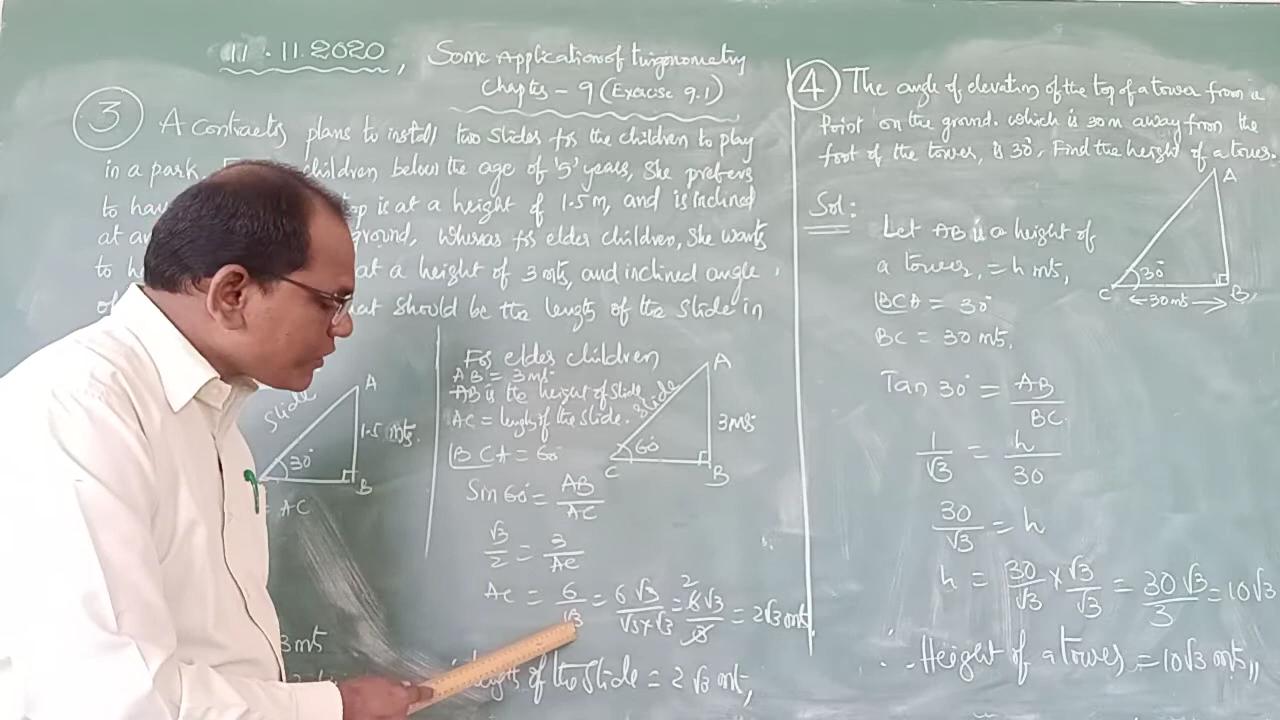 11.11.2020, Some Application of trigonometry
Chapter - 9 (Exercise 9.1)
3 A contractor plans to install two slides for the children to play
in a park. children below the age of '5' years, She prefers
to have is at a height of 1.5 m, and is inclined
at an ground, Whereas for elder children, She wants
to at a height of 3 mts, and inclined angle
of should be the length of the slide in
Slide
A
1.5 mts.
30°
B
= AC
3 mts
For elder children
AB = 3 mts
AB is the height of slide
AC = length of the slide.
BCA = 60°
Slide
A
3 mts
60°
C
B
Sin 60° = AB/AC
√3/2 = 3/AC
AC = 6/√3 = 6√3/√3×√3 = 2 6√3/3 = 2√3 mts.
length of the slide = 2√3 mts,
4 The angle of elevation of the top of a tower from a
Point on the ground. which is 30m away from the
foot of the tower, is 30°. Find the height of a tower.
Sol:
Let AB is a height of
a tower, = h mts,
BCA = 30°
BC = 30 mts.
A
30°
C
30 mts
B
Tan 30° = AB/BC
1/√3 = h/30
30/√3 = h
h = 30/√3 × √3/√3 = 30√3/3 = 10√3
∴ Height of a tower = 10√3 mts,,